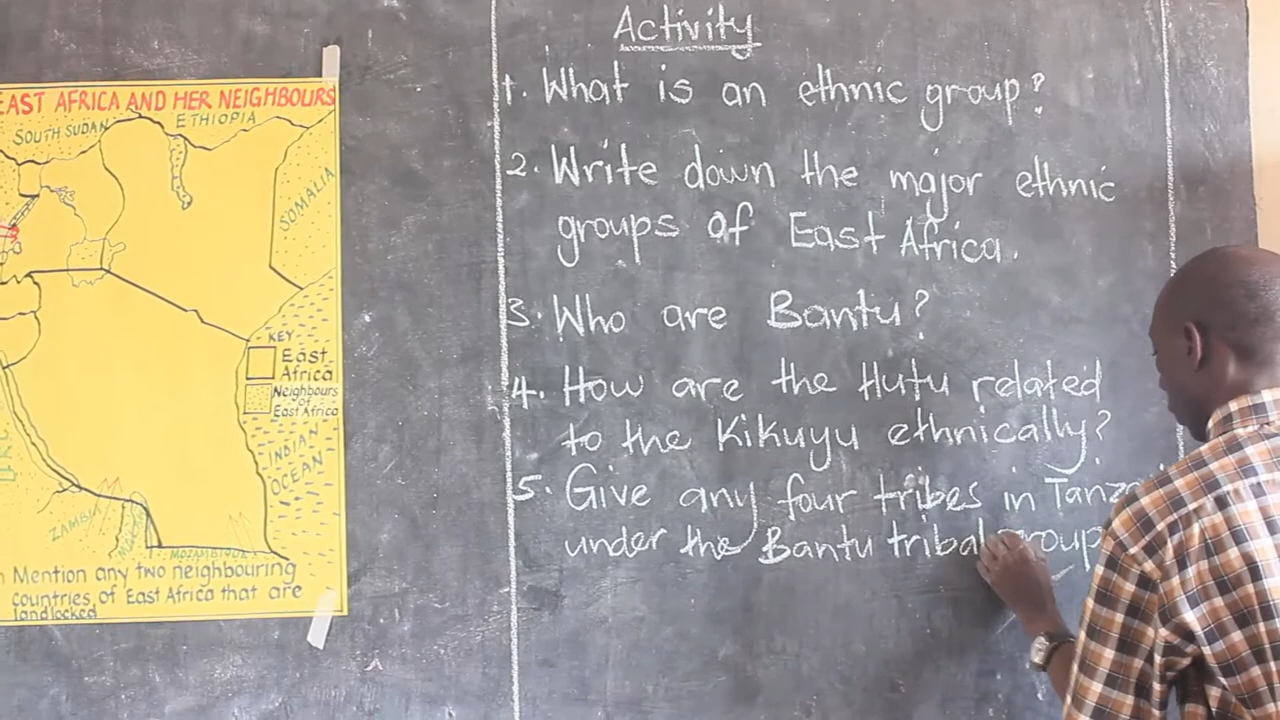 EAST AFRICA AND HER NEIGHBOURS
SOUTH SUDAN
ETHIOPIA
SOMALIA
KEY
East
Africa
Neighbours
of
East Africa
INDIAN
OCEAN
ZAMBIA
MOZAMBIQUE
Mention any two neighbouring
countries of East Africa that are
landlocked.
Activity
1. What is an ethnic group?
2. Write down the major ethnic
groups of East Africa.
3. Who are Bantu?
4. How are the Hutu related
to the Kikuyu ethnically?
5. Give any four tribes in
under the Bantu tribal group